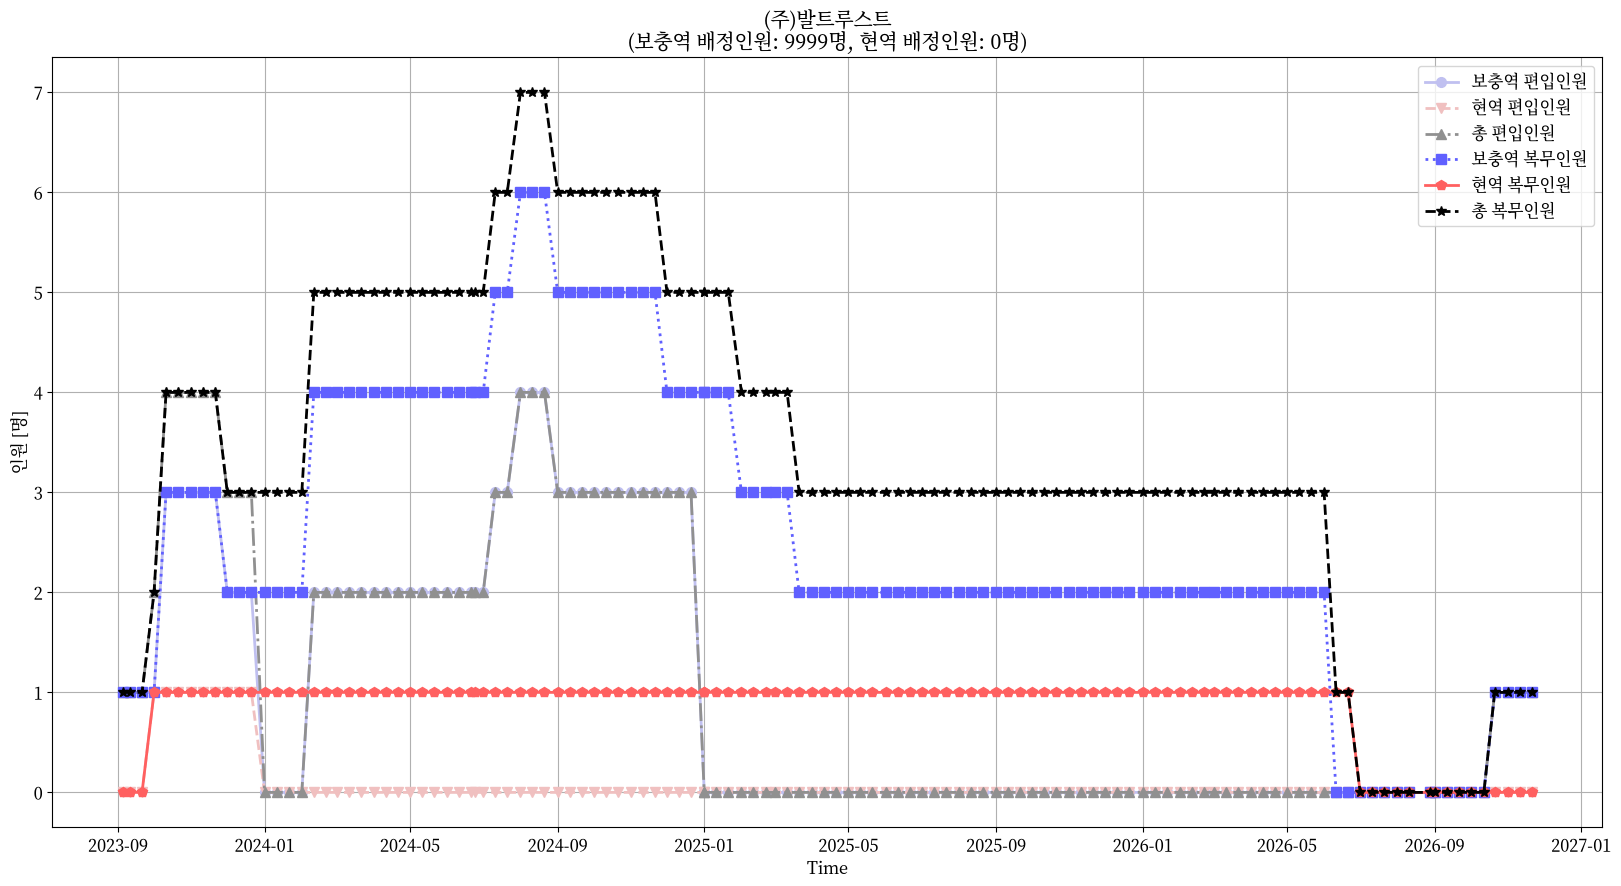 (주)발트루스트
(보충역 배정인원: 9999명, 현역 배정인원: 0명)
보충역 편입인원
현역 편입인원
총 편입인원
보충역 복무인원
현역 복무인원
총 복무인원
인원 [명]
7
6
5
4
3
2
1
0
2023-09 2024-01 2024-05 2024-09 2025-01 2025-05 2025-09 2026-01 2026-05 2026-09 2027-01
Time